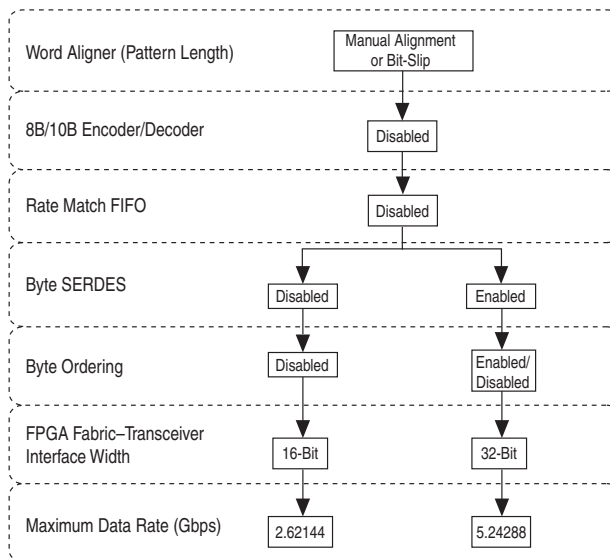 Word Aligner (Pattern Length)
Manual Alignment
or Bit-Slip
8B/10B Encoder/Decoder
Disabled
Rate Match FIFO
Disabled
Byte SERDES
Disabled
Enabled
Byte Ordering
Disabled
Enabled/
Disabled
FPGA Fabric–Transceiver
Interface Width
16-Bit
32-Bit
Maximum Data Rate (Gbps)
2.62144
5.24288